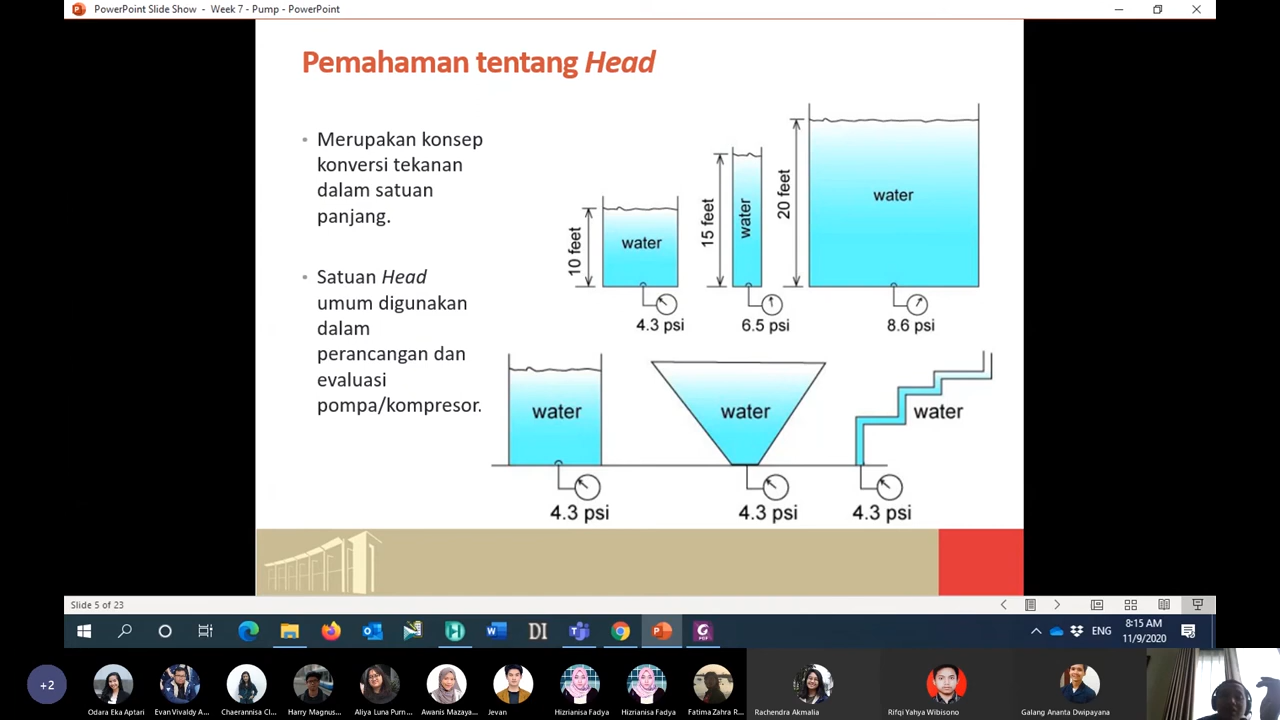 PowerPoint Slide Show - Week 7 - Pump - PowerPoint
Pemahaman tentang Head
• Merupakan konsep
konversi tekanan
dalam satuan
panjang.
• Satuan Head
umum digunakan
dalam
perancangan dan
evaluasi
pompa/kompresor.
10 feet
water
4.3 psi
15 feet
water
6.5 psi
20 feet
water
8.6 psi
water
4.3 psi
water
4.3 psi
water
4.3 psi
Slide 5 of 23
DI
ENG
8:15 AM
11/9/2020
+2
Odara Eka Aptari
Evan Vivaldy A...
Chaerannisa Cl...
Harry Magnus...
Aliya Luna Purn...
Awanis Mazaya...
Jevan
Hizrianisa Fadya
Hizrianisa Fadya
Fatima Zahra R...
Rachendra Akmalia
Rifqi Yahya Wibisono
Galang Ananta Dwipayana